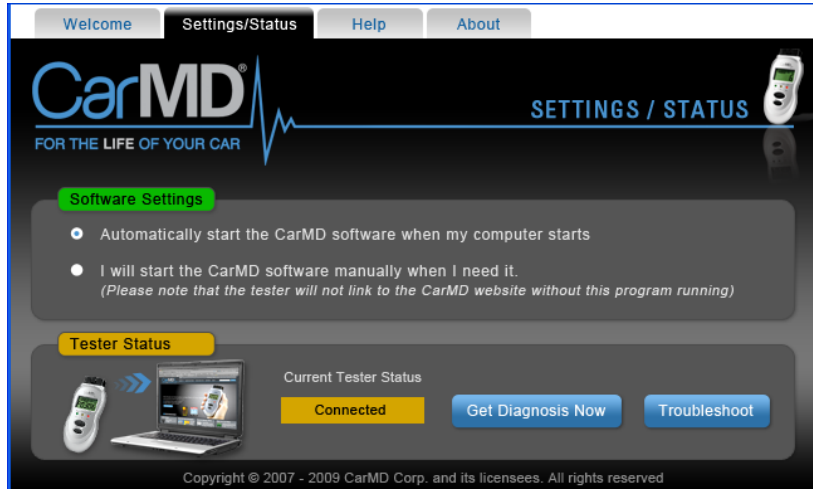 Welcome
Settings/Status
Help
About
CarMD®
FOR THE LIFE OF YOUR CAR
SETTINGS / STATUS
Software Settings
Automatically start the CarMD software when my computer starts
I will start the CarMD software manually when I need it.
(Please note that the tester will not link to the CarMD website without this program running)
Tester Status
Current Tester Status
Connected
Get Diagnosis Now
Troubleshoot
Copyright © 2007 - 2009 CarMD Corp. and its licensees. All rights reserved